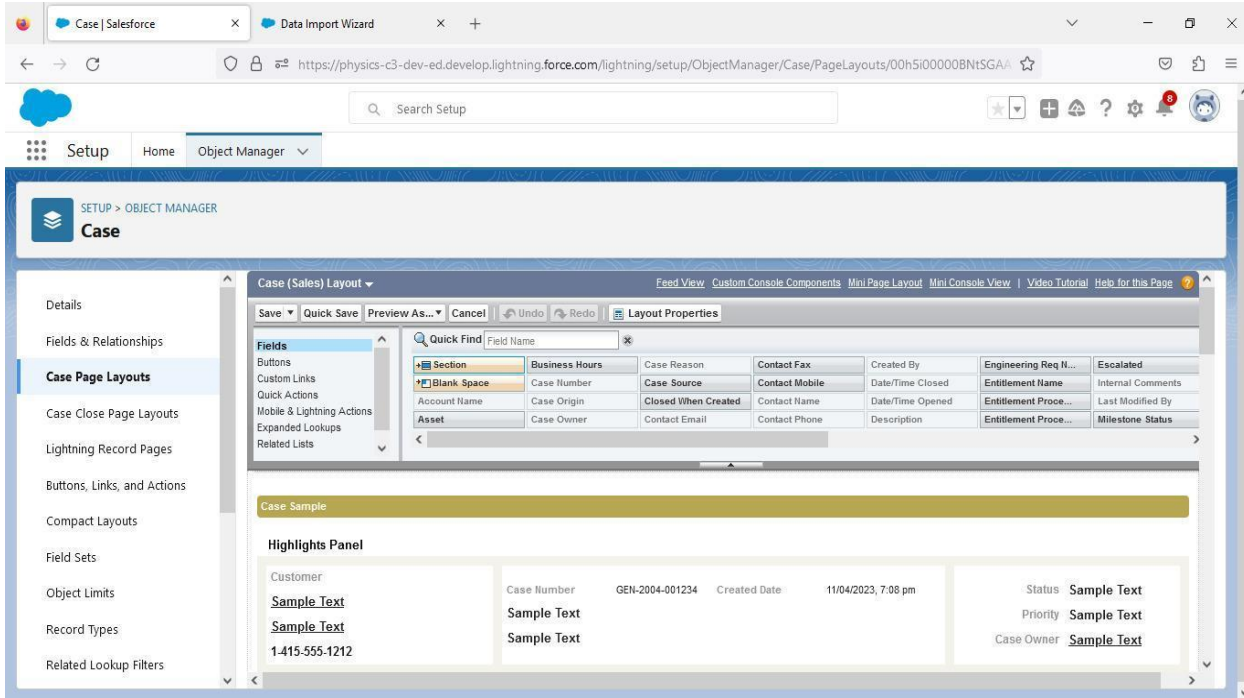 Case | Salesforce
Data Import Wizard
https://physics-c3-dev-ed.develop.lightning.force.com/lightning/setup/ObjectManager/Case/PageLayouts/00h5i00000BNtSGAA
Search Setup
8
Setup
Home
Object Manager
SETUP > OBJECT MANAGER
Case
Details
Fields & Relationships
Case Page Layouts
Case Close Page Layouts
Lightning Record Pages
Buttons, Links, and Actions
Compact Layouts
Field Sets
Object Limits
Record Types
Related Lookup Filters
Case (Sales) Layout
Feed View Custom Console Components Mini Page Layout Mini Console View | Video Tutorial Help for this Page ?
Save Quick Save Preview As... Cancel Undo Redo Layout Properties
Fields
Buttons
Custom Links
Quick Actions
Mobile & Lightning Actions
Expanded Lookups
Related Lists
Quick Find Field Name
Section Business Hours Case Reason Contact Fax Created By Engineering Req N... Escalated
Blank Space Case Number Case Source Contact Mobile Date/Time Closed Entitlement Name Internal Comments
Account Name Case Origin Closed When Created Contact Name Date/Time Opened Entitlement Proce... Last Modified By
Asset Case Owner Contact Email Contact Phone Description Entitlement Proce... Milestone Status
Case Sample
Highlights Panel
Customer
Sample Text
Sample Text
1-415-555-1212
Case Number GEN-2004-001234 Created Date 11/04/2023, 7:08 pm
Sample Text
Sample Text
Status Sample Text
Priority Sample Text
Case Owner Sample Text